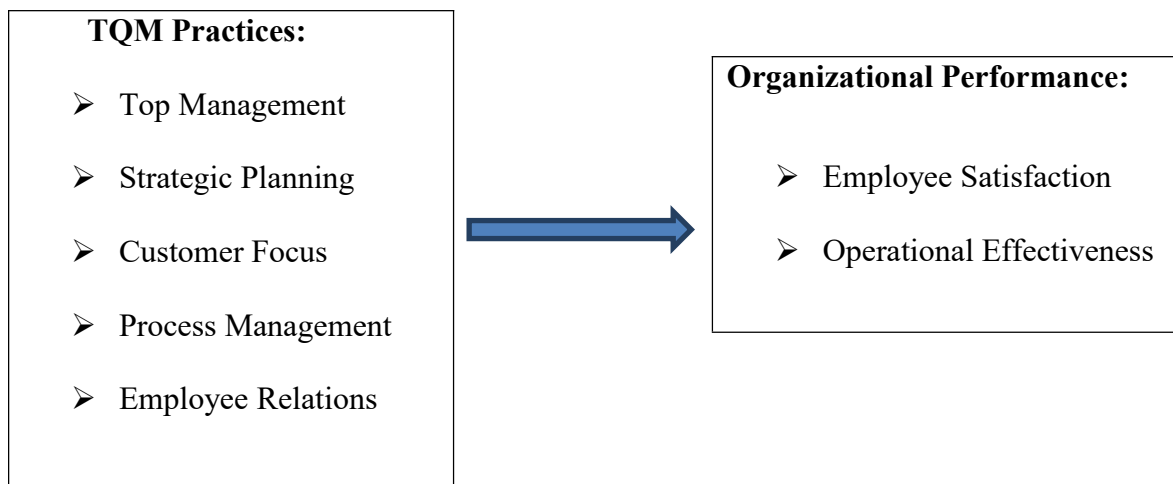 TQM Practices:
➢ Top Management
➢ Strategic Planning
➢ Customer Focus
➢ Process Management
➢ Employee Relations
Organizational Performance:
➢ Employee Satisfaction
➢ Operational Effectiveness